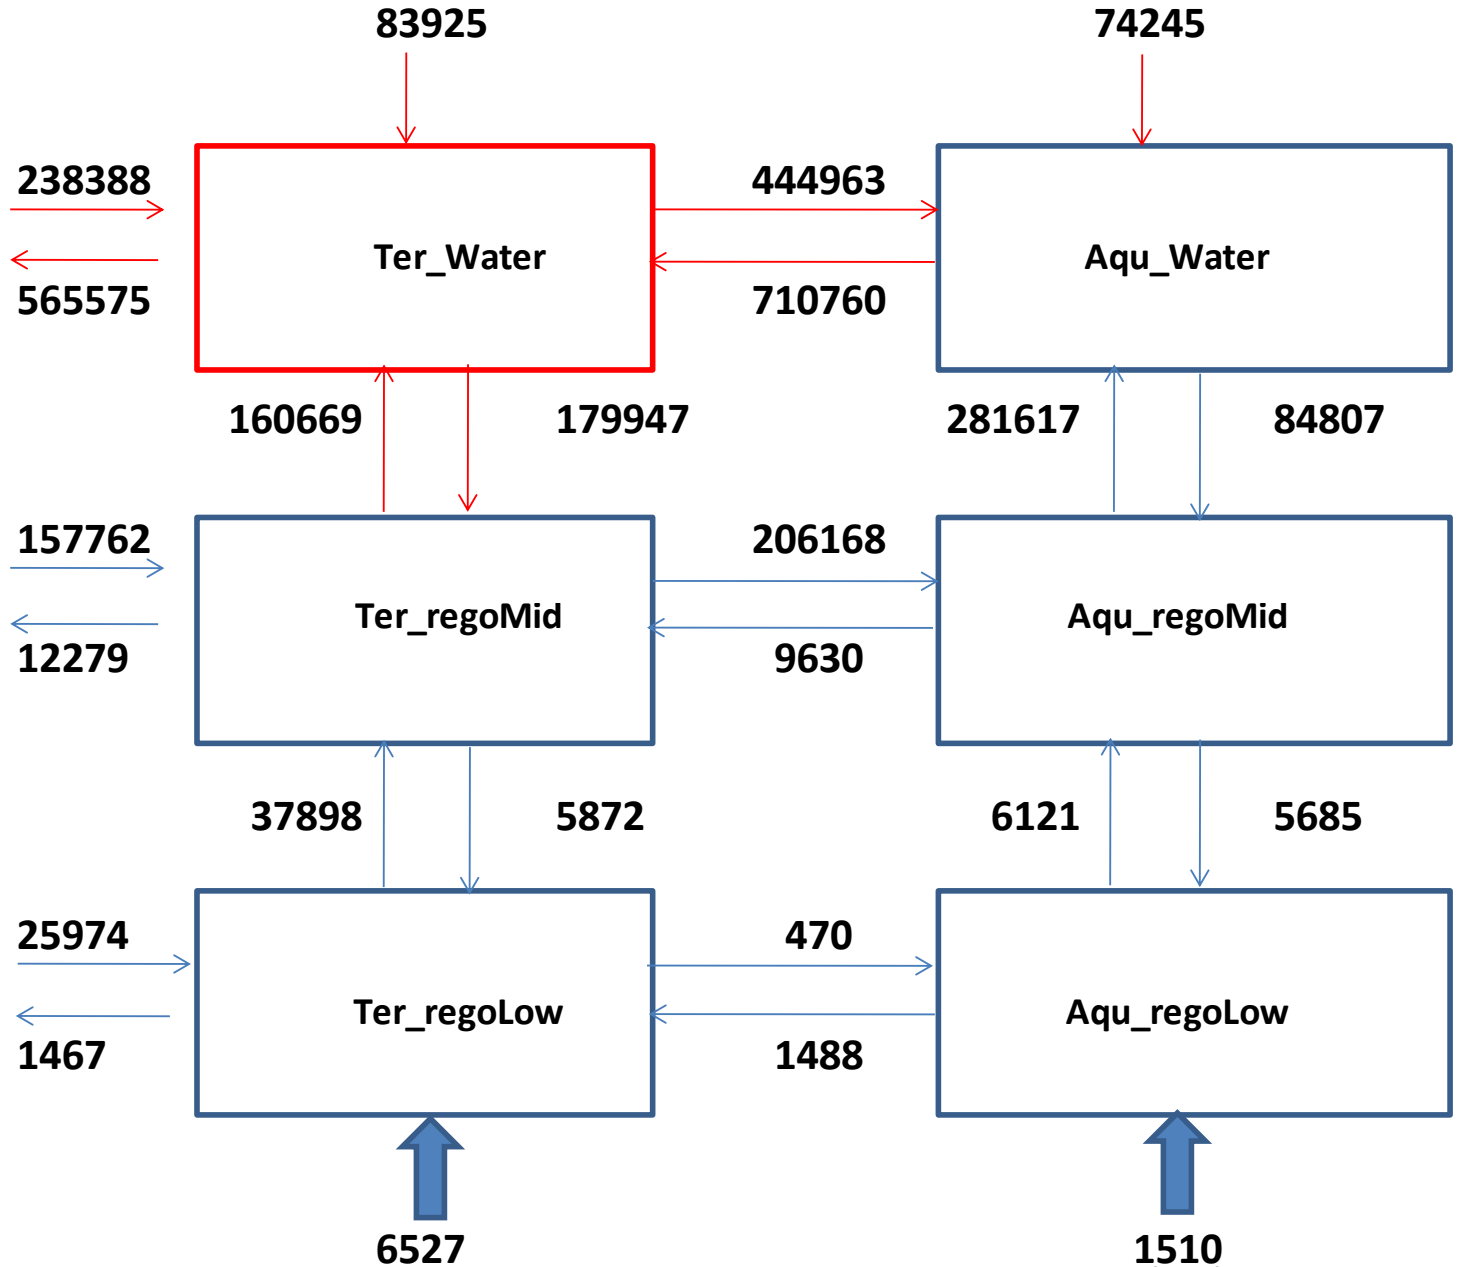 83925 74245
238388 444963
Ter_Water Aqu_Water
565575 710760
160669 179947 281617 84807
157762 206168
Ter_regoMid Aqu_regoMid
12279 9630
37898 5872 6121 5685
25974 470
Ter_regoLow Aqu_regoLow
1467 1488
6527 1510